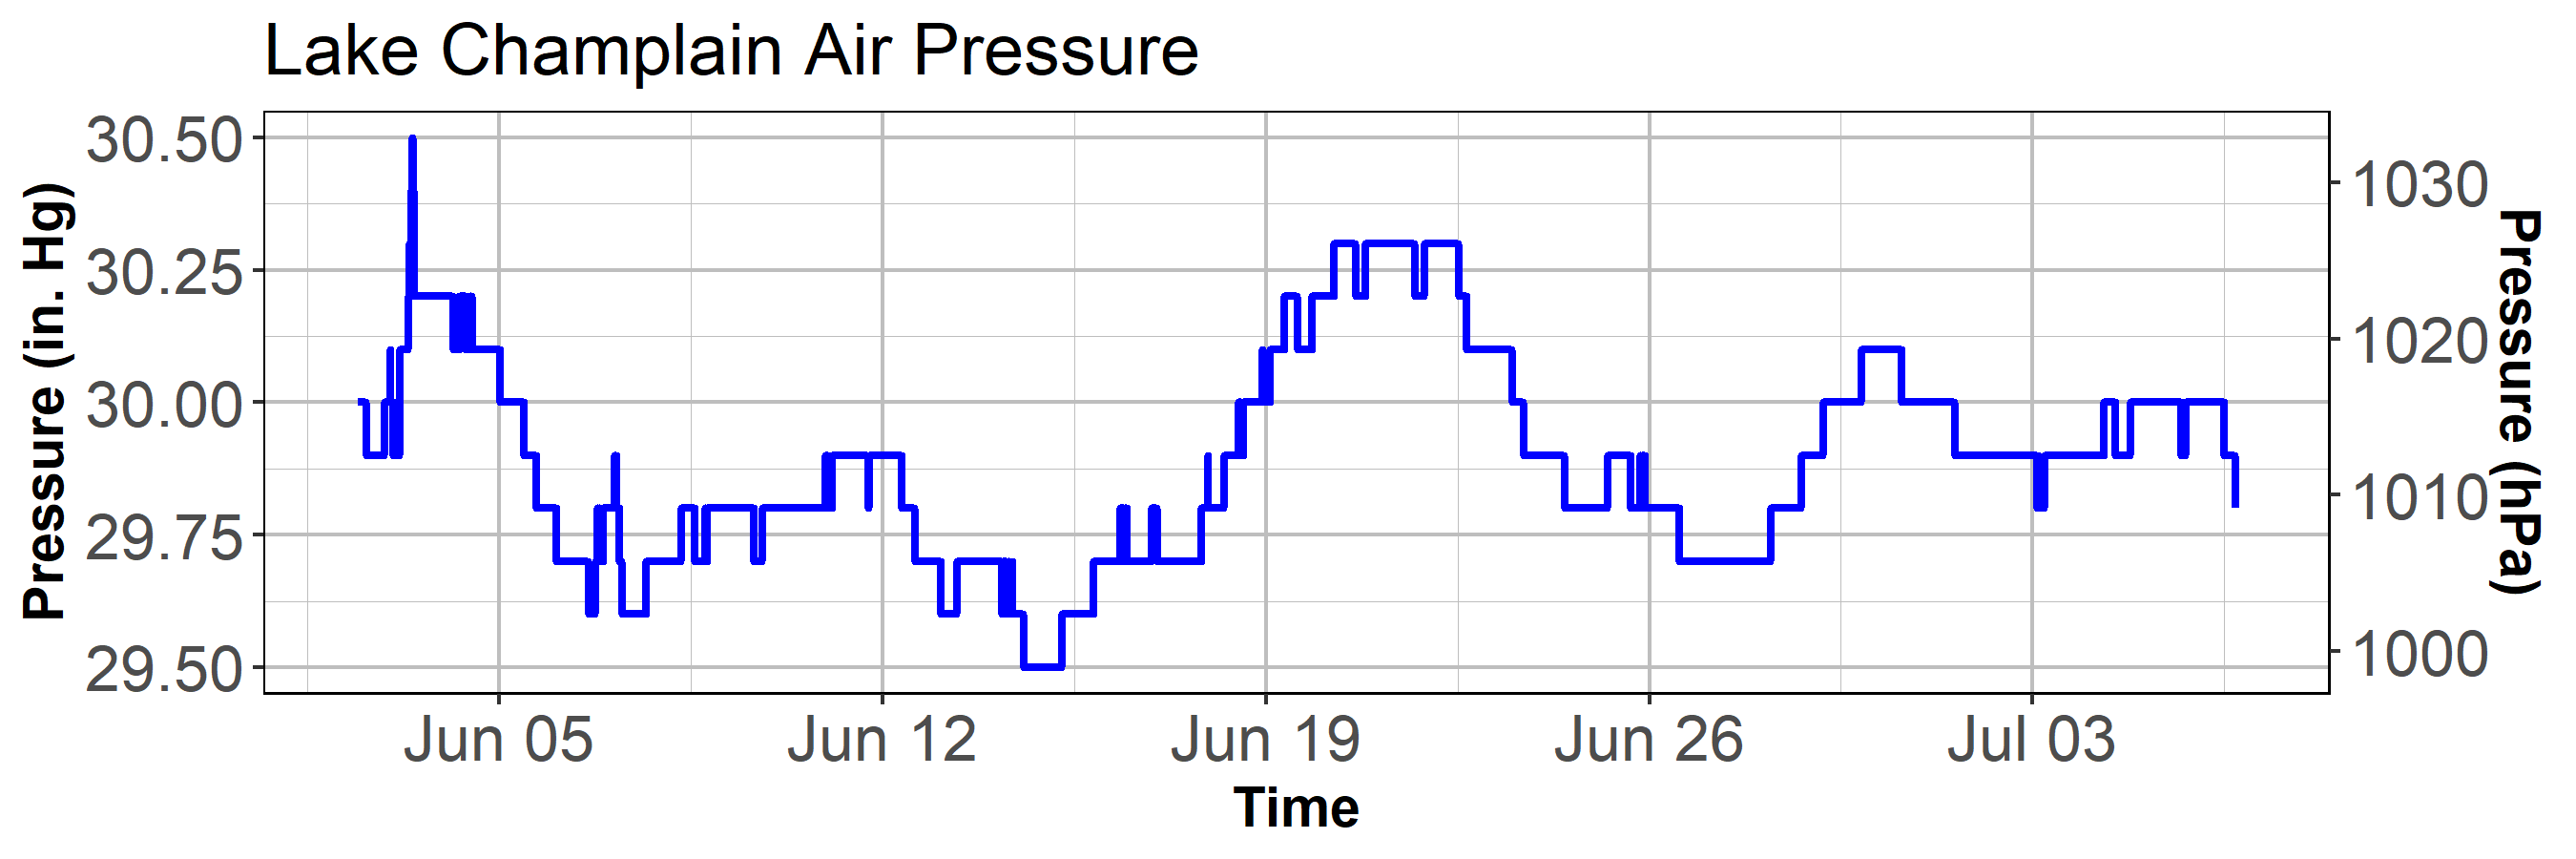 Lake Champlain Air Pressure
Pressure (in. Hg)
30.50
30.25
30.00
29.75
29.50
1030
1020
1010
1000
Pressure (hPa)
Jun 05 Jun 12 Jun 19 Jun 26 Jul 03
Time